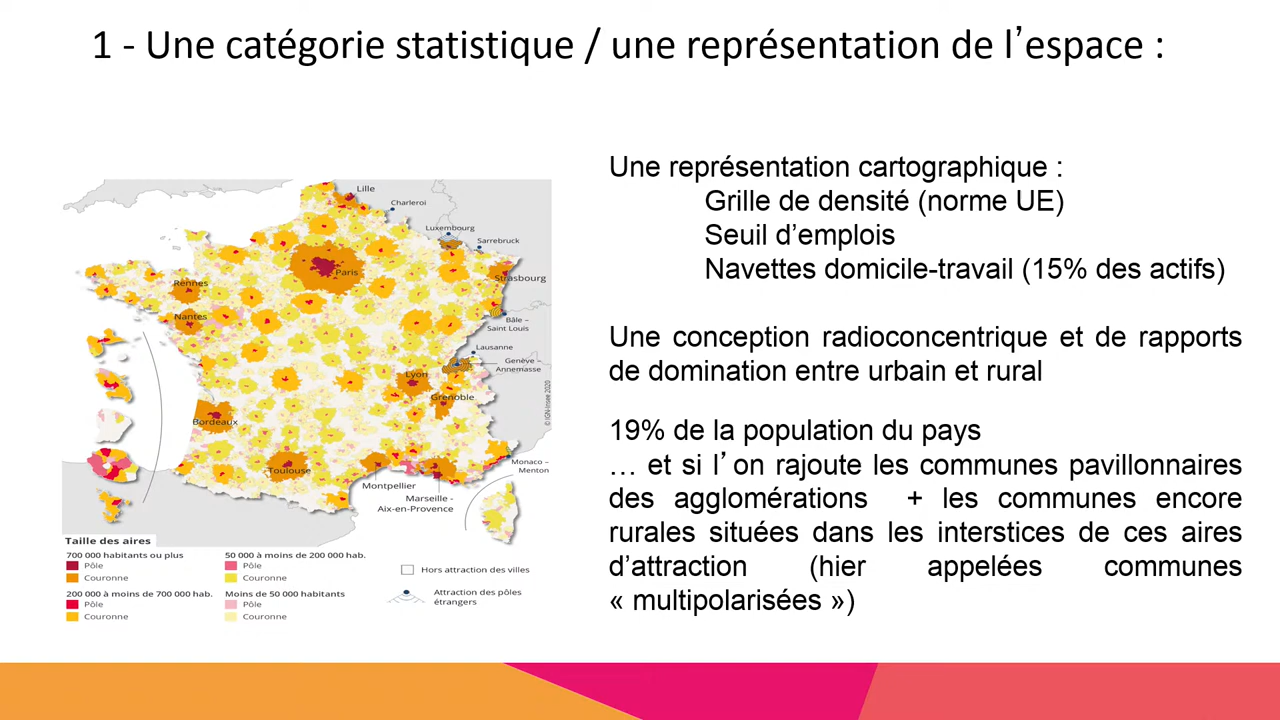 1 - Une catégorie statistique / une représentation de l’espace :
Une représentation cartographique :
Grille de densité (norme UE)
Seuil d’emplois
Navettes domicile-travail (15% des actifs)
Une conception radioconcentrique et de rapports
de domination entre urbain et rural
19% de la population du pays
… et si l’on rajoute les communes pavillonnaires
des agglomérations + les communes encore
rurales situées dans les interstices de ces aires
d’attraction (hier appelées communes
« multipolarisées »)
Lille
Charleroi
Luxembourg
Sarrebruck
Paris
Strasbourg
Rennes
Nantes
Bâle –
Saint Louis
Lausanne
Genève –
Annemasse
Lyon
Grenoble
Bordeaux
Toulouse
Montpellier
Marseille -
Aix-en-Provence
Monaco –
Menton
© IGN-Insee 2020
Taille des aires
700 000 habitants ou plus
Pôle
Couronne
200 000 à moins de 700 000 hab.
Pôle
Couronne
50 000 à moins de 200 000 hab.
Pôle
Couronne
Moins de 50 000 habitants
Pôle
Couronne
Hors attraction des villes
Attraction des pôles
étrangers